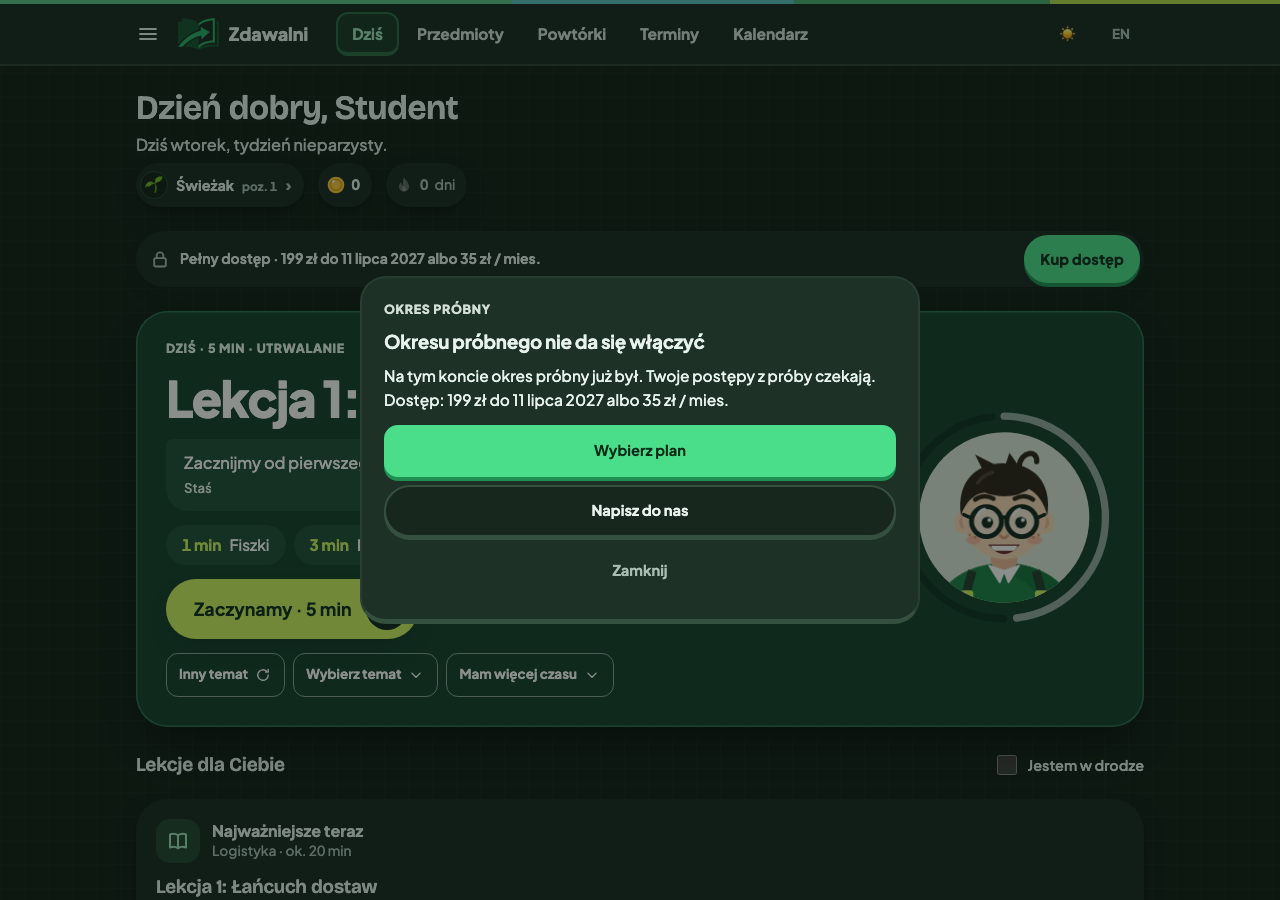 Zdawalni
Dziś
Przedmioty
Powtórki
Terminy
Kalendarz
EN
Dzień dobry, Student
Dziś wtorek, tydzień nieparzysty.
Świeżak poz. 1 ›
0
0 dni
Pełny dostęp · 199 zł do 11 lipca 2027 albo 35 zł / mies.
Kup dostęp
OKRES PRÓBNY
Okresu próbnego nie da się włączyć
Na tym koncie okres próbny już był. Twoje postępy z próby czekają.
Dostęp: 199 zł do 11 lipca 2027 albo 35 zł / mies.
Wybierz plan
Napisz do nas
Zamknij
DZIŚ · 5 MIN · UTRWALANIE
Lekcja 1:
Zacznijmy od
Staś
1 min Fiszki
3 min
Zaczynamy · 5 min
Inny temat
Wybierz temat
Mam więcej czasu
Lekcje dla Ciebie
Jestem w drodze
Najważniejsze teraz
Logistyka · ok. 20 min
Lekcja 1: Łańcuch dostaw